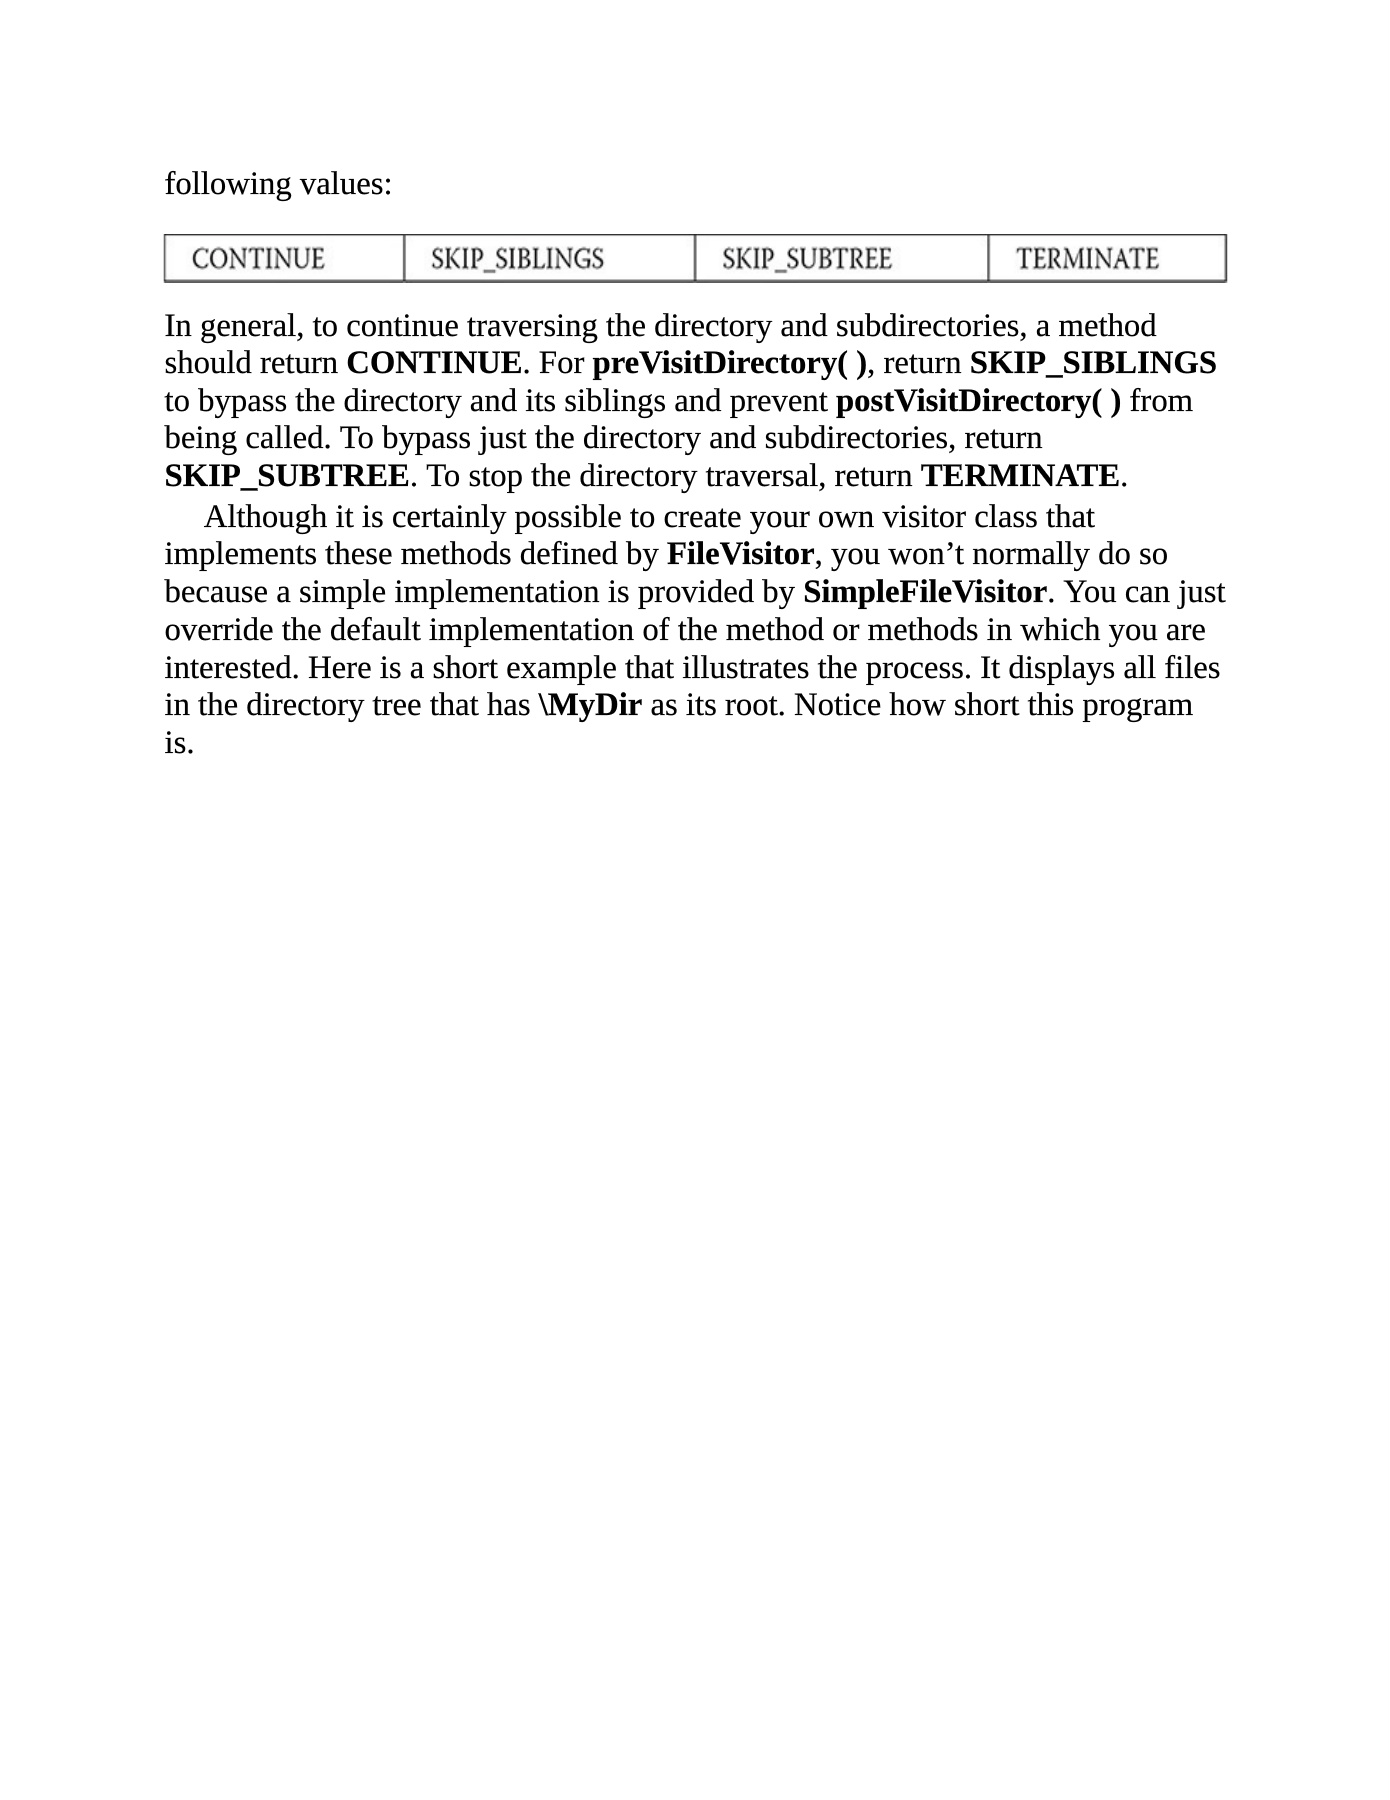 following values:
CONTINUE SKIP_SIBLINGS SKIP_SUBTREE TERMINATE
In general, to continue traversing the directory and subdirectories, a method
should return CONTINUE. For preVisitDirectory( ), return SKIP_SIBLINGS
to bypass the directory and its siblings and prevent postVisitDirectory( ) from
being called. To bypass just the directory and subdirectories, return
SKIP_SUBTREE. To stop the directory traversal, return TERMINATE.
Although it is certainly possible to create your own visitor class that
implements these methods defined by FileVisitor, you won’t normally do so
because a simple implementation is provided by SimpleFileVisitor. You can just
override the default implementation of the method or methods in which you are
interested. Here is a short example that illustrates the process. It displays all files
in the directory tree that has \MyDir as its root. Notice how short this program
is.